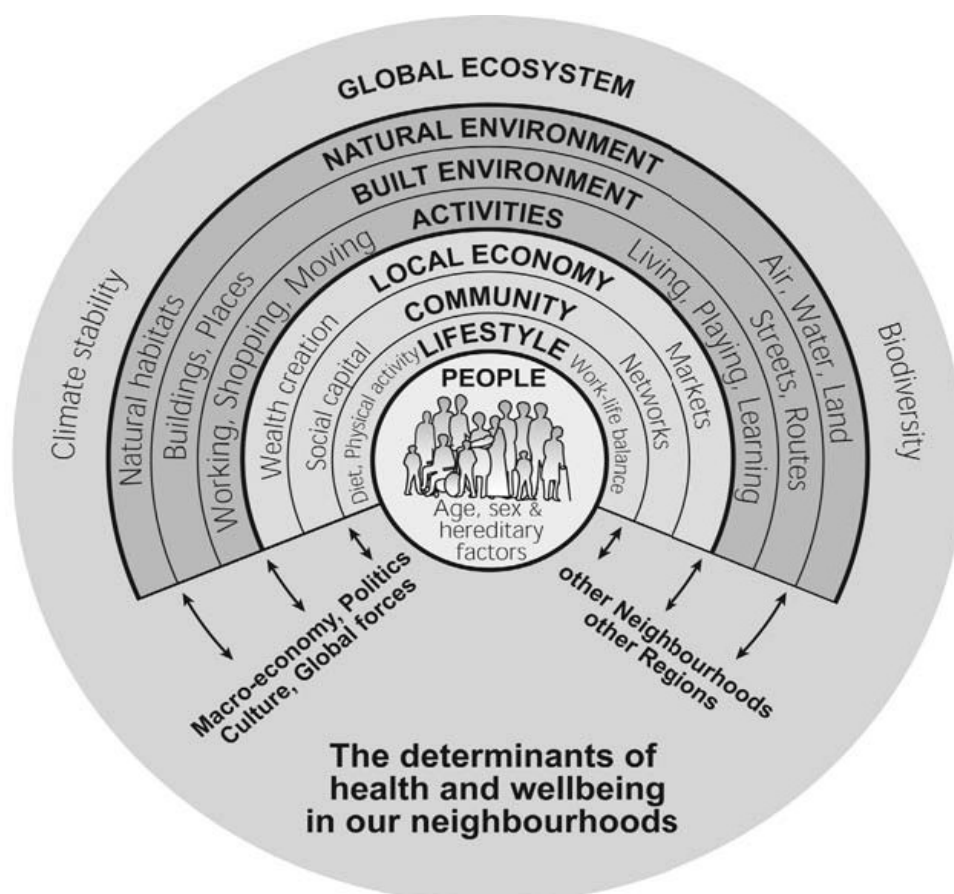 GLOBAL ECOSYSTEM
NATURAL ENVIRONMENT
BUILT ENVIRONMENT
ACTIVITIES
LOCAL ECONOMY
COMMUNITY
LIFESTYLE
PEOPLE
Age, sex &
hereditary
factors
Climate stability
Natural habitats
Buildings, Places
Working, Shopping, Moving
Wealth creation
Social capital
Diet, Physical activity
Work-life balance
Networks
Markets
Living, Playing, Learning
Streets, Routes
Air, Water, Land
Biodiversity
Macro-economy, Politics
Culture, Global forces
other Neighbourhoods
other Regions
The determinants of
health and wellbeing
in our neighbourhoods